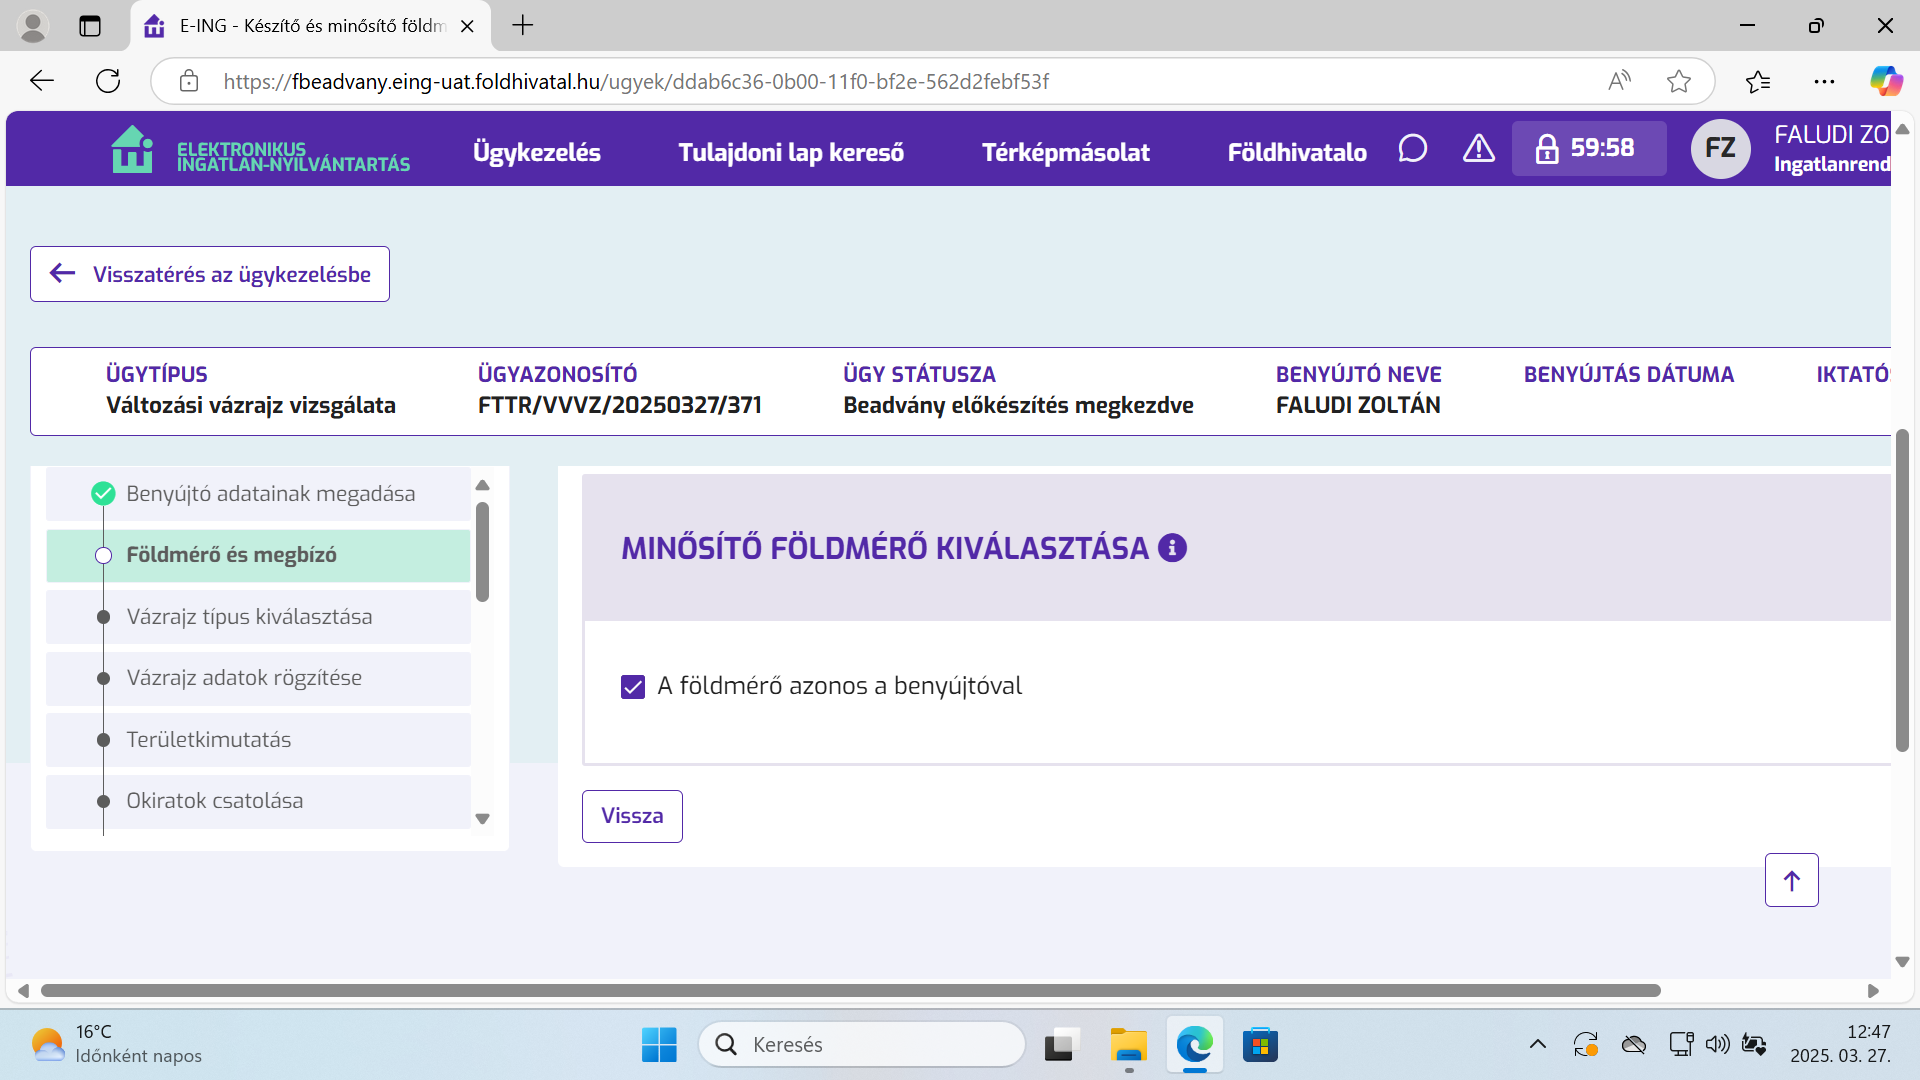 E-ING - Készítő és minősítő földm
https://fbeadvany.eing-uat.foldhivatal.hu/ugyek/ddab6c36-0b00-11f0-bf2e-562d2febf53f
ELEKTRONIKUS
INGATLAN-NYILVÁNTARTÁS
Ügykezelés
Tulajdoni lap kereső
Térképmásolat
Földhivatalo
59:58
FZ
FALUDI ZO
Ingatlanrend
Visszatérés az ügykezelésbe
ÜGYTÍPUS
Változási vázrajz vizsgálata
ÜGYAZONOSÍTÓ
FTTR/VVVZ/20250327/371
ÜGY STÁTUSZA
Beadvány előkészítés megkezdve
BENYÚJTÓ NEVE
FALUDI ZOLTÁN
BENYÚJTÁS DÁTUMA
IKTATÓS
Benyújtó adatainak megadása
Földmérő és megbízó
Vázrajz típus kiválasztása
Vázrajz adatok rögzítése
Területkimutatás
Okiratok csatolása
MINŐSÍTŐ FÖLDMÉRŐ KIVÁLASZTÁSA
A földmérő azonos a benyújtóval
Vissza
16°C
Időnként napos
Keresés
12:47
2025. 03. 27.